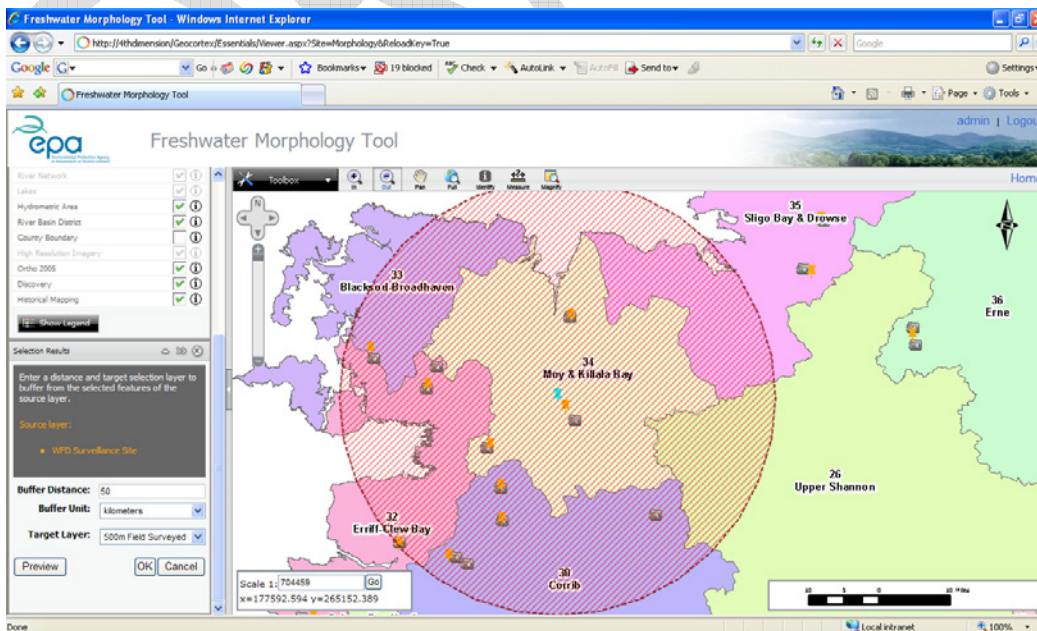 Freshwater Morphology Tool - Windows Internet Explorer
http://4thdimension/Geocortex/Essentials/Viewer.aspx?Site=Morphology&ReloadKey=True
Google
Google G Go Bookmarks 19 blocked Check AutoLink AutoFill Send to Settings
Freshwater Morphology Tool Page Tools
epa Freshwater Morphology Tool admin | Logou
Toolbox In Out Pan Full Identify Measure Magnify Home
River Network
Lakes
Hydrometric Area
River Basin District
County Boundary
High Resolution Imagery
Ortho 2005
Discovery
Historical Mapping
Show Legend
Selection Results
Enter a distance and
target selection layer to
buffer from the selected features of the
source layer.
Source layer:
WFD Surveillance Site
Buffer Distance: 50
Buffer Unit: kilometers
Target Layer: 500m Field Surveyed
Preview OK Cancel
N
35
Sligo Bay & Drowse
33
Blacksod-Broadhaven
36
Erne
34
Moy & Killala Bay
26
Upper Shannon
32
Erriff-Clew Bay
30
Corrib
Scale 1: 704459 Go
x=177592.594 y=265152.389
Done Local intranet 100%